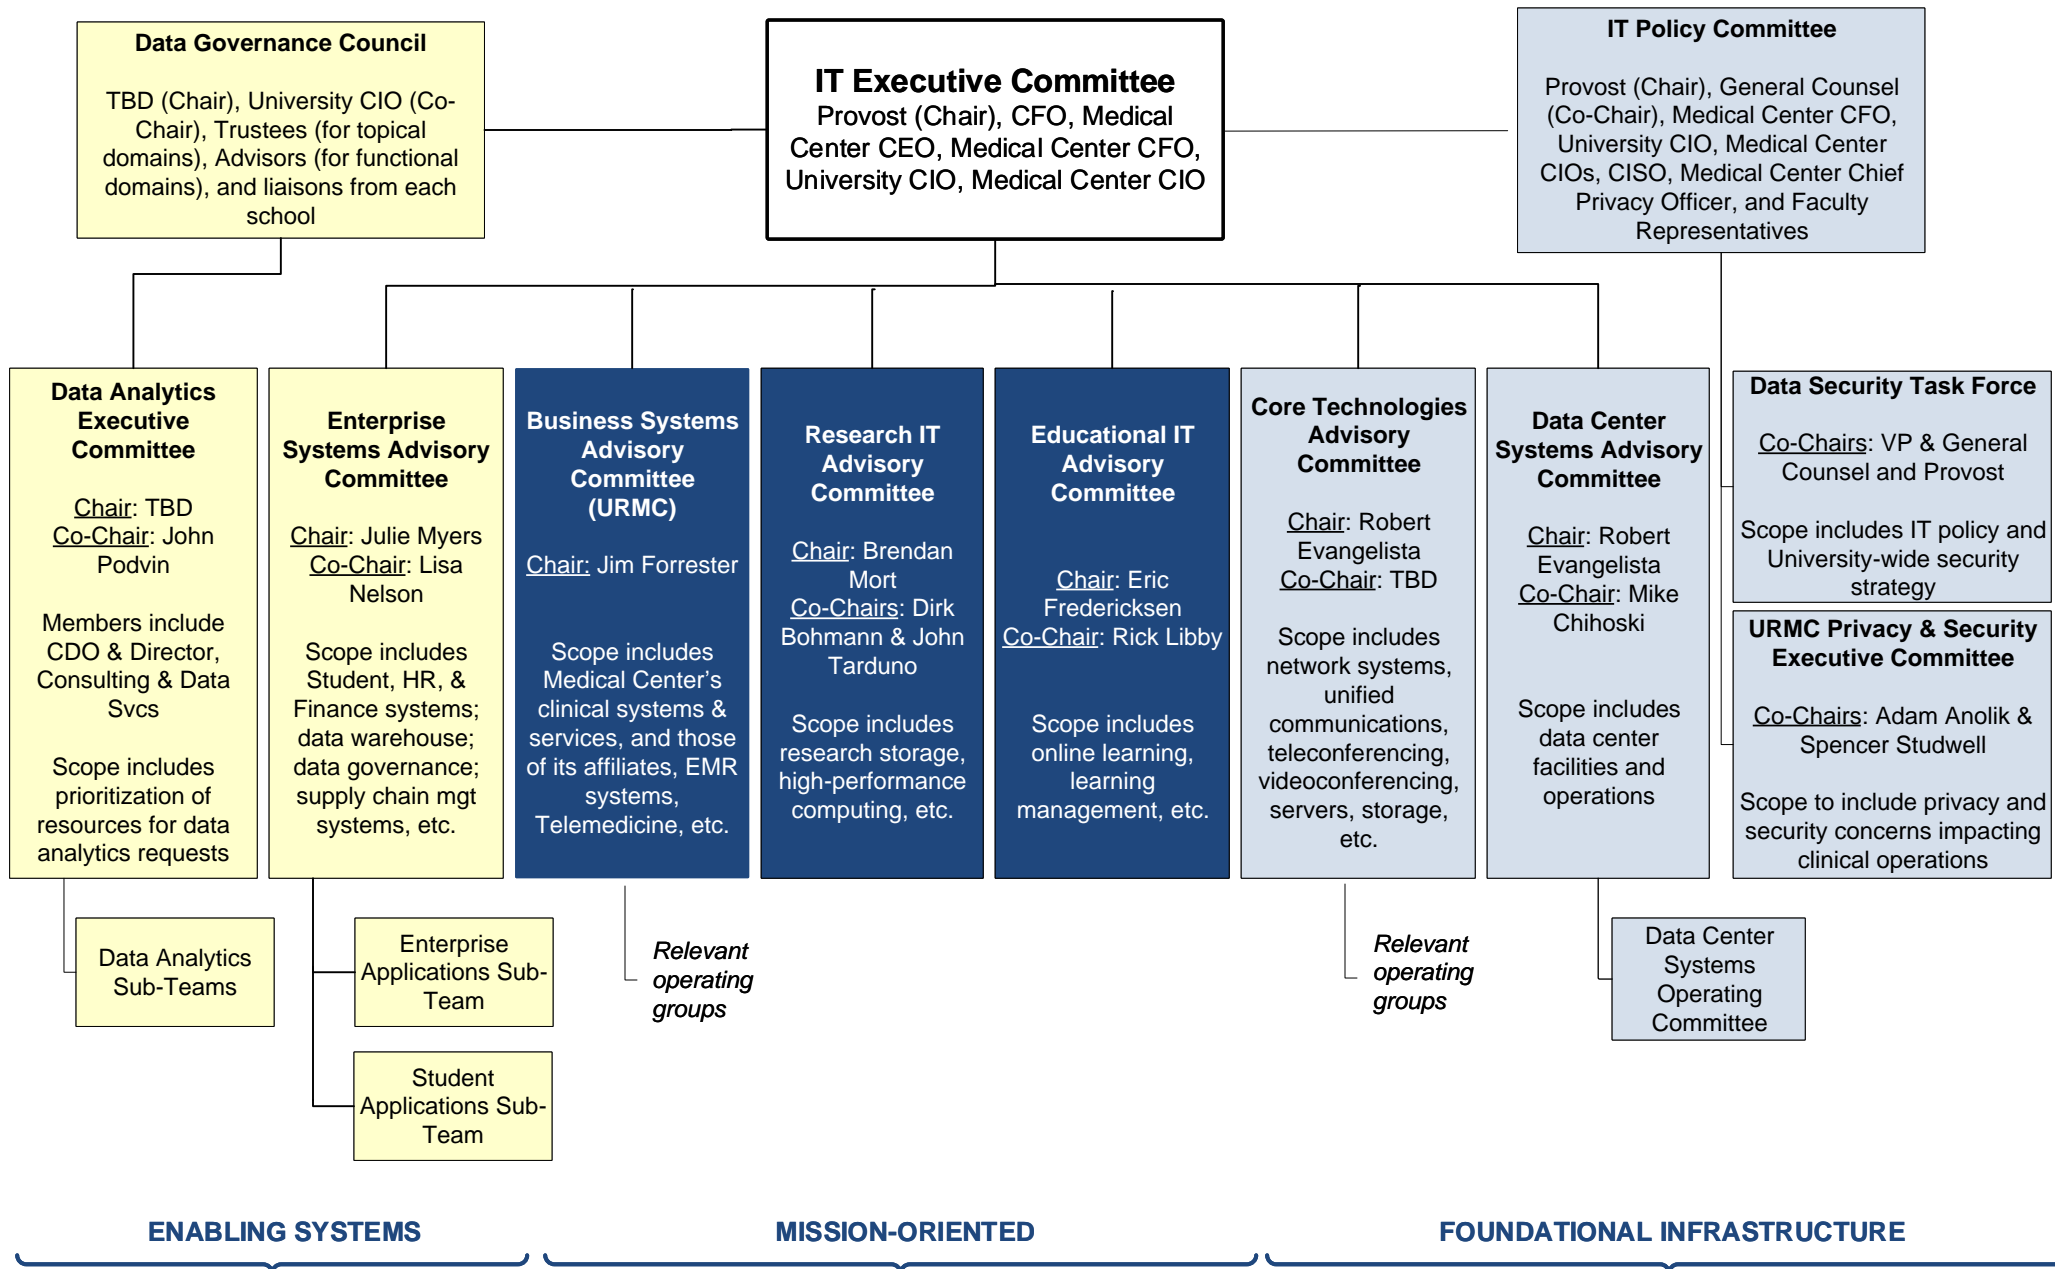 Data Governance Council
TBD (Chair), University CIO (Co-
Chair), Trustees (for topical
domains), Advisors (for functional
domains), and liaisons from each
school
IT Executive Committee
Provost (Chair), CFO, Medical
Center CEO, Medical Center CFO,
University CIO, Medical Center CIO
IT Policy Committee
Provost (Chair), General Counsel
(Co-Chair), Medical Center CFO,
University CIO, Medical Center
CIOs, CISO, Medical Center Chief
Privacy Officer, and Faculty
Representatives
Data Analytics
Executive
Committee
Chair: TBD
Co-Chair: John
Podvin
Members include
CDO & Director,
Consulting & Data
Svcs
Scope includes
prioritization of
resources for data
analytics requests
Enterprise
Systems Advisory
Committee
Chair: Julie Myers
Co-Chair: Lisa
Nelson
Scope includes
Student, HR, &
Finance systems;
data warehouse;
data governance;
supply chain mgt
systems, etc.
Business Systems
Advisory
Committee
(URMC)
Chair: Jim Forrester
Scope includes
Medical Center’s
clinical systems &
services, and those
of its affiliates, EMR
systems,
Telemedicine, etc.
Research IT
Advisory
Committee
Chair: Brendan
Mort
Co-Chairs: Dirk
Bohmann & John
Tarduno
Scope includes
research storage,
high-performance
computing, etc.
Educational IT
Advisory
Committee
Chair: Eric
Fredericksen
Co-Chair: Rick Libby
Scope includes
online learning,
learning
management, etc.
Core Technologies
Advisory
Committee
Chair: Robert
Evangelista
Co-Chair: TBD
Scope includes
network systems,
unified
communications,
teleconferencing,
videoconferencing,
servers, storage,
etc.
Data Center
Systems Advisory
Committee
Chair: Robert
Evangelista
Co-Chair: Mike
Chihoski
Scope includes
data center
facilities and
operations
Data Security Task Force
Co-Chairs: VP & General
Counsel and Provost
Scope includes IT policy and
University-wide security
strategy
URMC Privacy & Security
Executive Committee
Co-Chairs: Adam Anolik &
Spencer Studwell
Scope to include privacy and
security concerns impacting
clinical operations
Data Analytics
Sub-Teams
Enterprise
Applications Sub-
Team
Student
Applications Sub-
Team
Relevant
operating
groups
Relevant
operating
groups
Data Center
Systems
Operating
Committee
ENABLING SYSTEMS
MISSION-ORIENTED
FOUNDATIONAL INFRASTRUCTURE